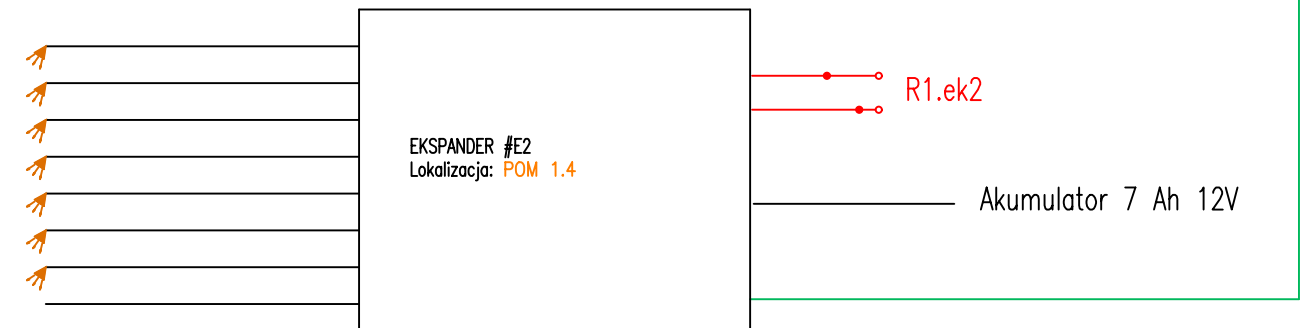 R1.ek2
EKSPANDER #E2
Lokalizacja: POM 1.4
Akumulator 7 Ah 12V